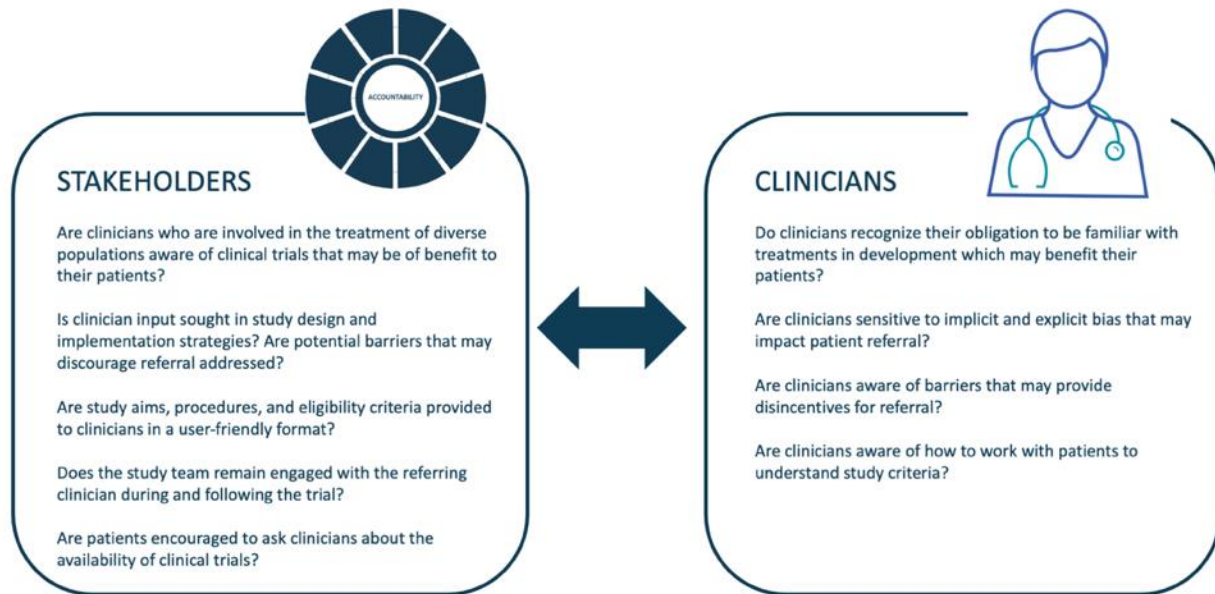 ACCOUNTABILITY
STAKEHOLDERS
Are clinicians who are involved in the treatment of diverse
populations aware of clinical trials that may be of benefit to
their patients?
Is clinician input sought in study design and
implementation strategies? Are potential barriers that may
discourage referral addressed?
Are study aims, procedures, and eligibility criteria provided
to clinicians in a user-friendly format?
Does the study team remain engaged with the referring
clinician during and following the trial?
Are patients encouraged to ask clinicians about the
availability of clinical trials?
CLINICIANS
Do clinicians recognize their obligation to be familiar with
treatments in development which may benefit their
patients?
Are clinicians sensitive to implicit and explicit bias that may
impact patient referral?
Are clinicians aware of barriers that may provide
disincentives for referral?
Are clinicians aware of how to work with patients to
understand study criteria?